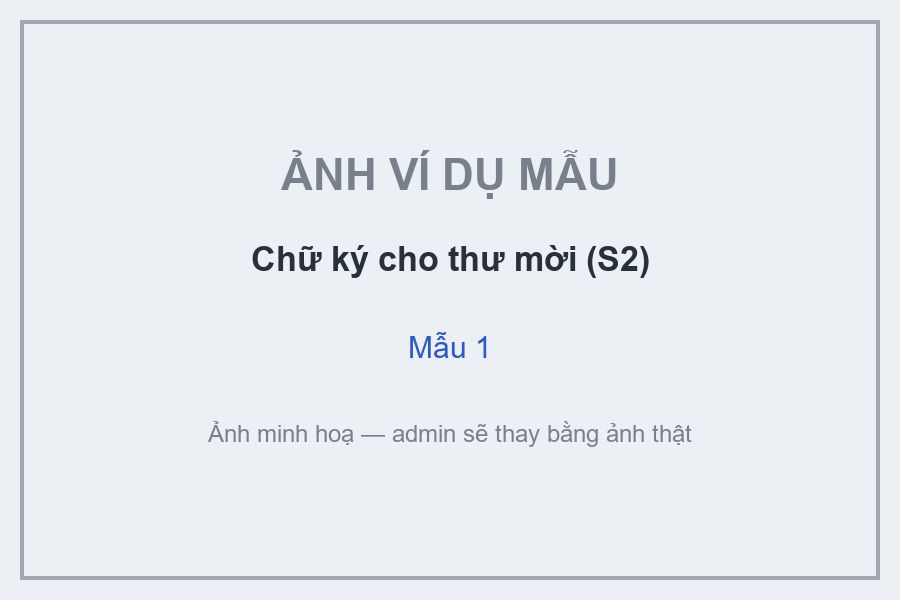 ẢNH VÍ DỤ MẪU
Chữ ký cho thư mời (S2)
Mẫu 1
Ảnh minh hoạ — admin sẽ thay bằng ảnh thật